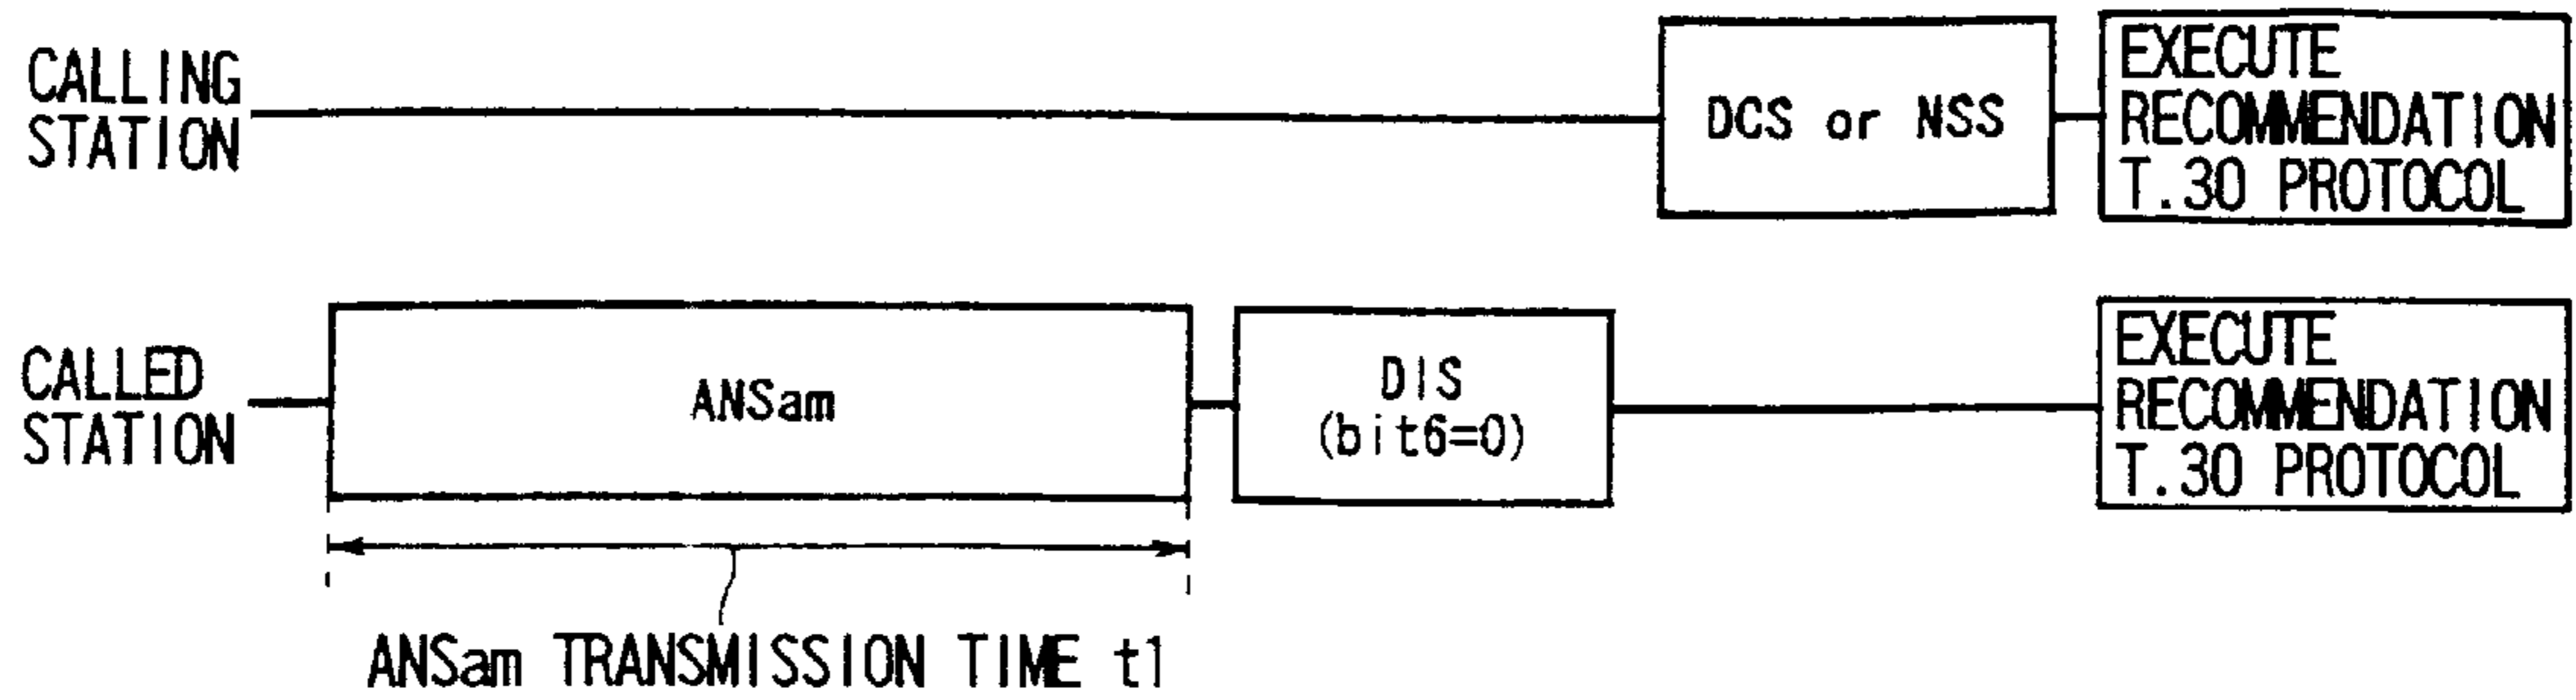 CALLING
STATION
DCS or NSS
EXECUTE
RECOMMENDATION
T.30 PROTOCOL
CALLED
STATION
ANSam
DIS
(bit6=0)
EXECUTE
RECOMMENDATION
T.30 PROTOCOL
ANSam TRANSMISSION TIME t1